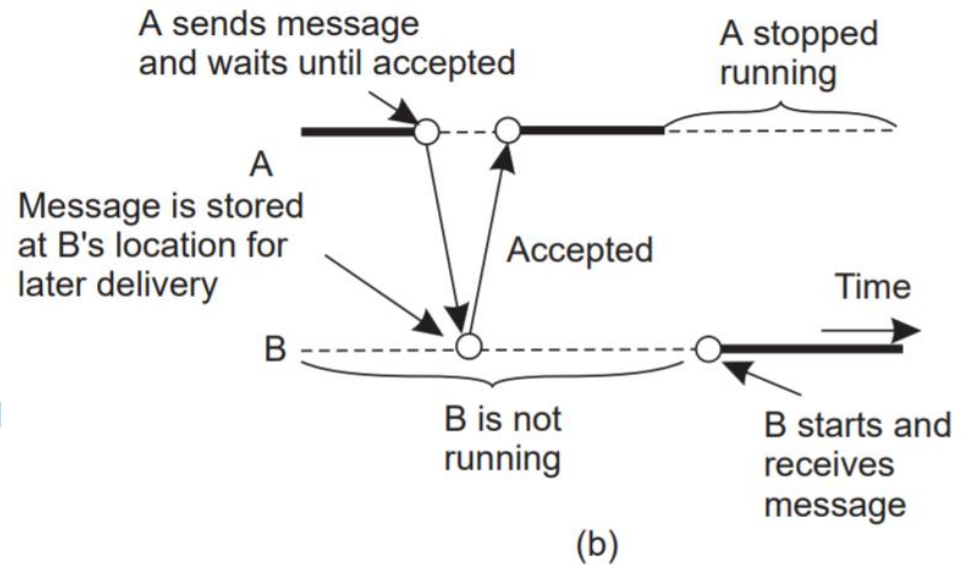 A sends message
and waits until accepted
A stopped
running
A
Message is stored
at B's location for
later delivery
Accepted
Time
B
B is not
running
B starts and
receives
message
(b)